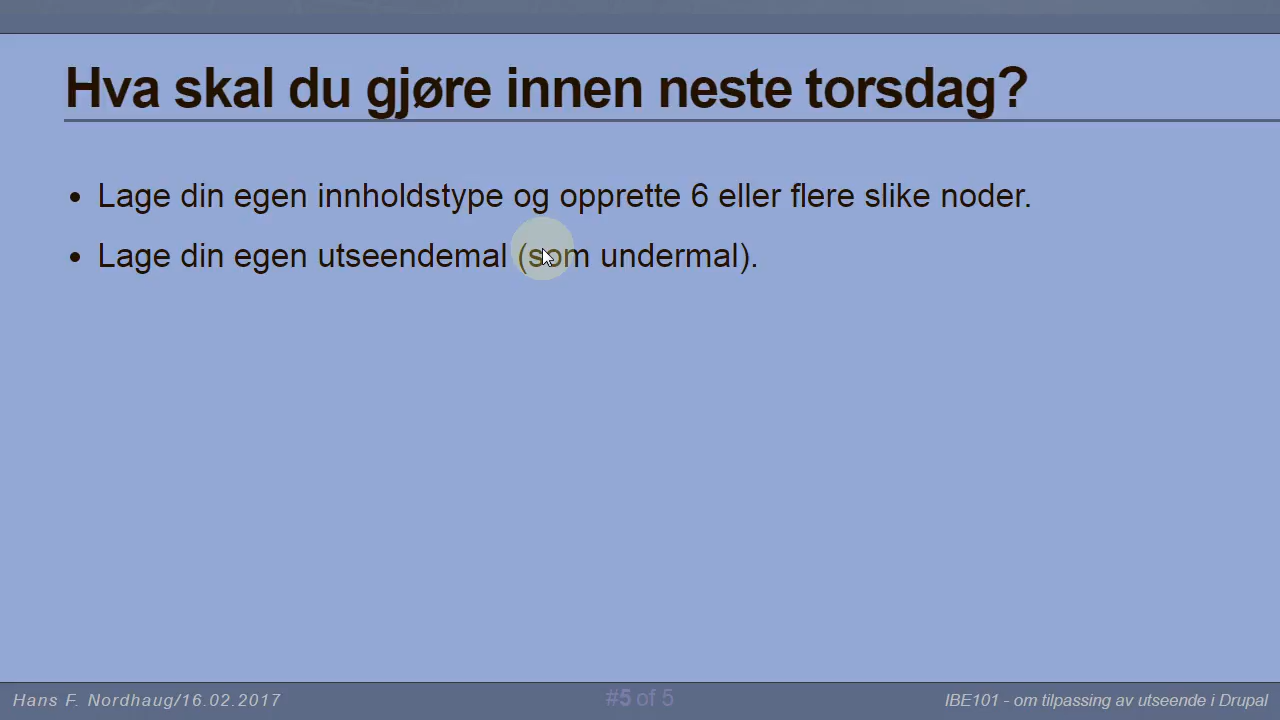 Hva skal du gjøre innen neste torsdag?
Lage din egen innholdstype og opprette 6 eller flere slike noder.
Lage din egen utseendemal (som undermal).
Hans F. Nordhaug/16.02.2017
#5 of 5
IBE101 - om tilpassing av utseende i Drupal